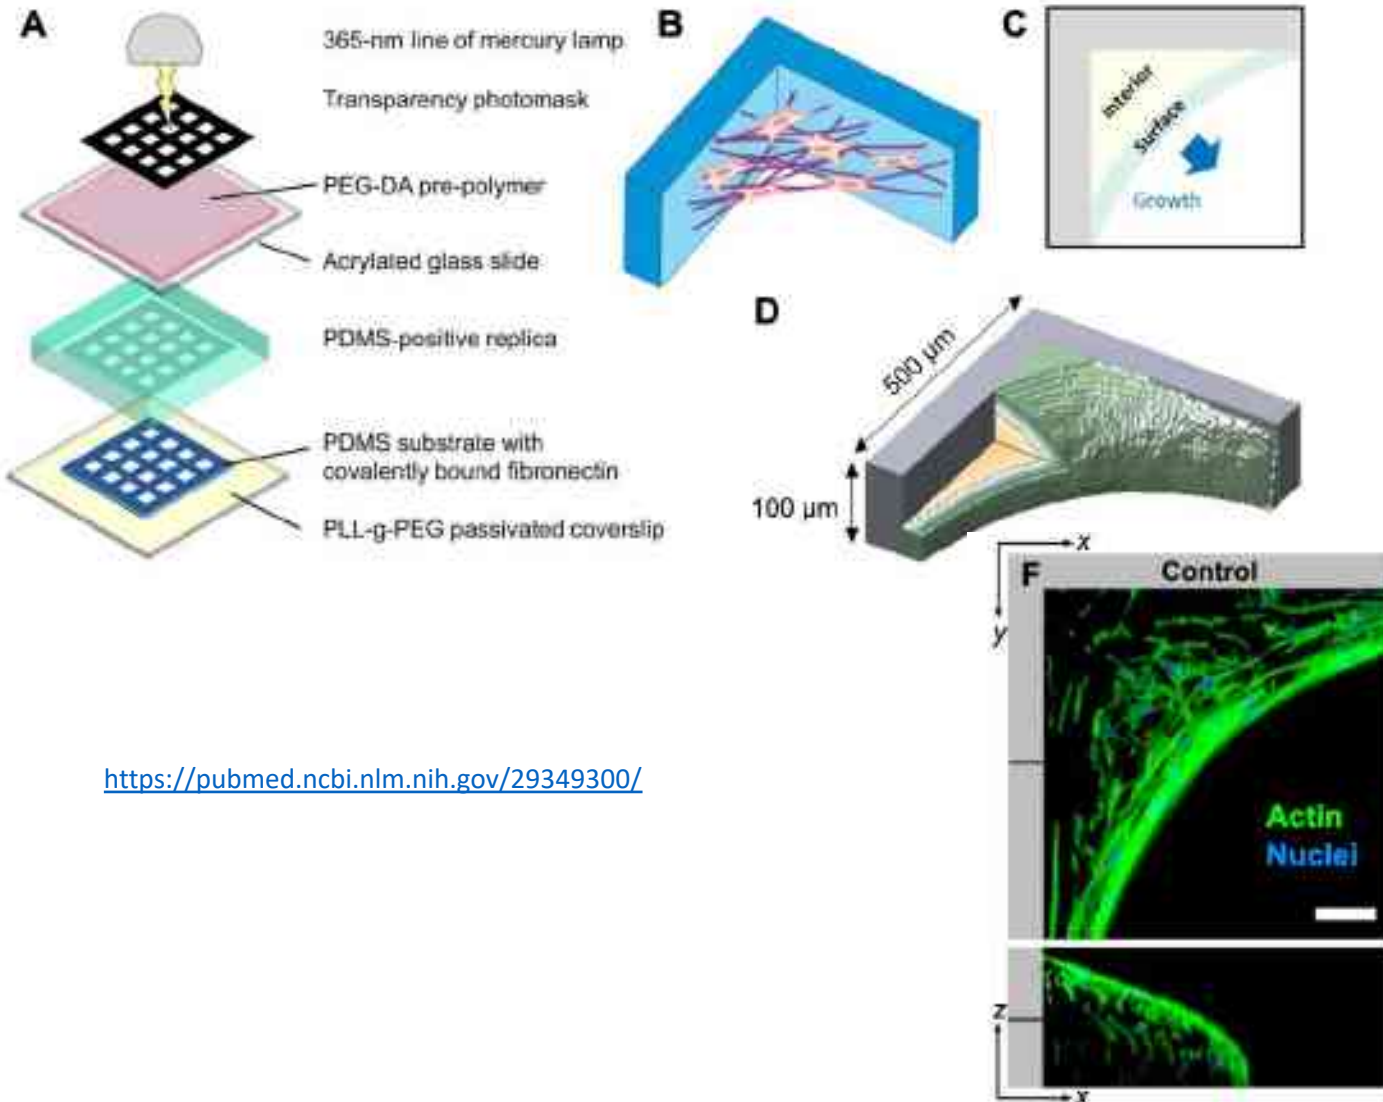 A
365-nm line of mercury lamp
Transparency photomask
PEG-DA pre-polymer
Acrylated glass slide
PDMS-positive replica
PDMS substrate with
covalently bound fibronectin
PLL-g-PEG passivated coverslip
B
C
Interior
Surface
Growth
D
500 µm
100 µm
x
y
F
Control
Actin
Nuclei
z
x
https://pubmed.ncbi.nlm.nih.gov/29349300/